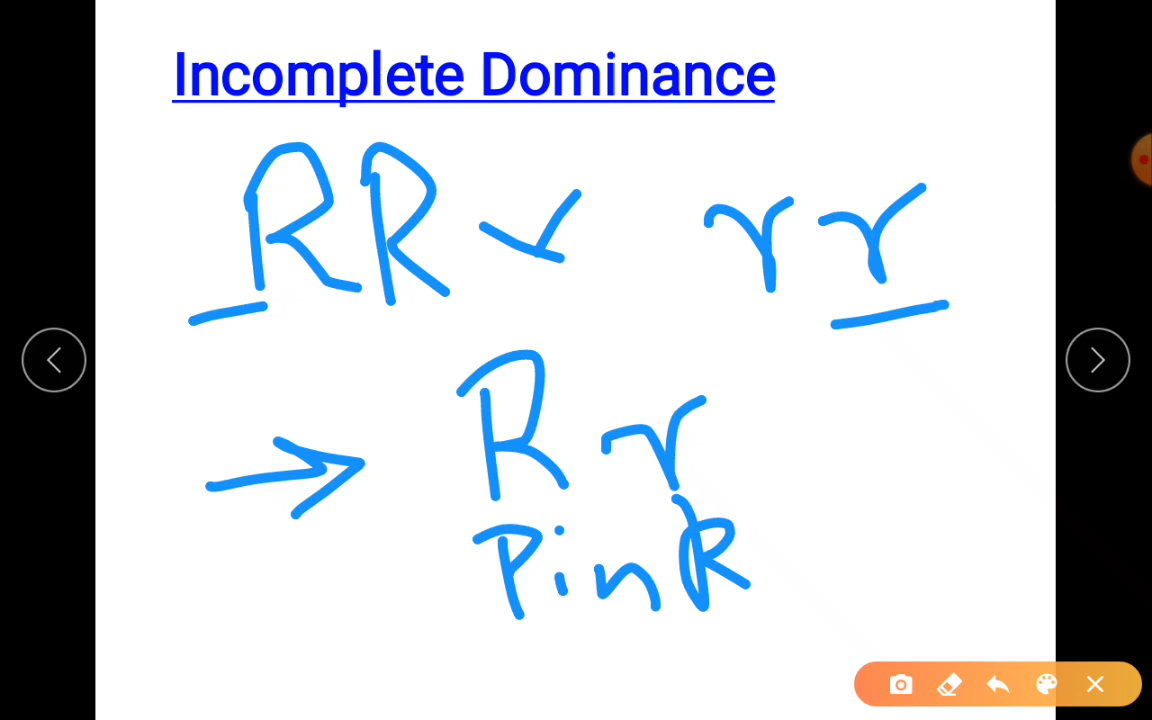 Incomplete Dominance
RR x rr
→ Rr
Pink